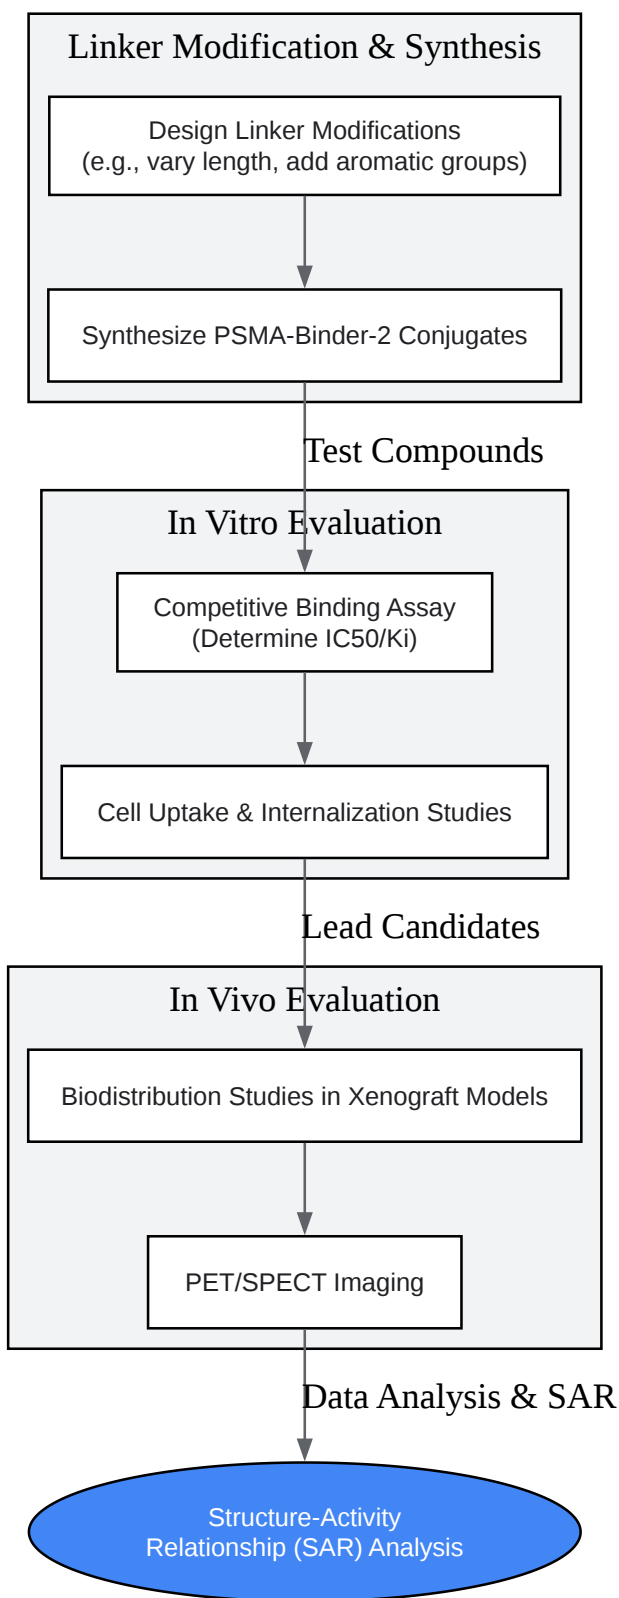 Linker Modification & Synthesis
Design Linker Modifications
(e.g., vary length, add aromatic groups)
Synthesize PSMA-Binder-2 Conjugates
Test Compounds
In Vitro Evaluation
Competitive Binding Assay
(Determine IC50/Ki)
Cell Uptake & Internalization Studies
Lead Candidates
In Vivo Evaluation
Biodistribution Studies in Xenograft Models
PET/SPECT Imaging
Data Analysis & SAR
Structure-Activity
Relationship (SAR) Analysis